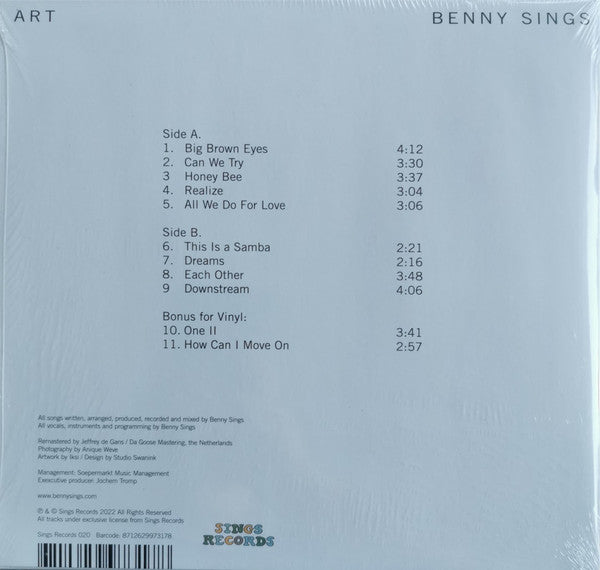 ART BENNY SINGS
Side A.
1. Big Brown Eyes 4:12
2. Can We Try 3:30
3 Honey Bee 3:37
4. Realize 3:04
5. All We Do For Love 3:06
Side B.
6. This Is a Samba 2:21
7. Dreams 2:16
8. Each Other 3:48
9 Downstream 4:06
Bonus for Vinyl:
10. One II 3:41
11. How Can I Move On 2:57
All songs written, arranged, produced, recorded and mixed by Benny Sings
All vocals, instruments and programming by Benny Sings
Remastered by Jeffrey de Gans / Da Goose Mastering, the Netherlands
Photography by Anique Weve
Artwork by Iksi / Design by Studio Swanink
Management: Soepermarkt Music Management
Exexcutive producer: Jochem Tromp
www.bennysings.com
℗ & © Sings Records 2022 All Rights Reserved
All tracks under exclusive license from Sings Records
Sings Records 020 Barcode: 8712629973178
SINGS
RECORDS